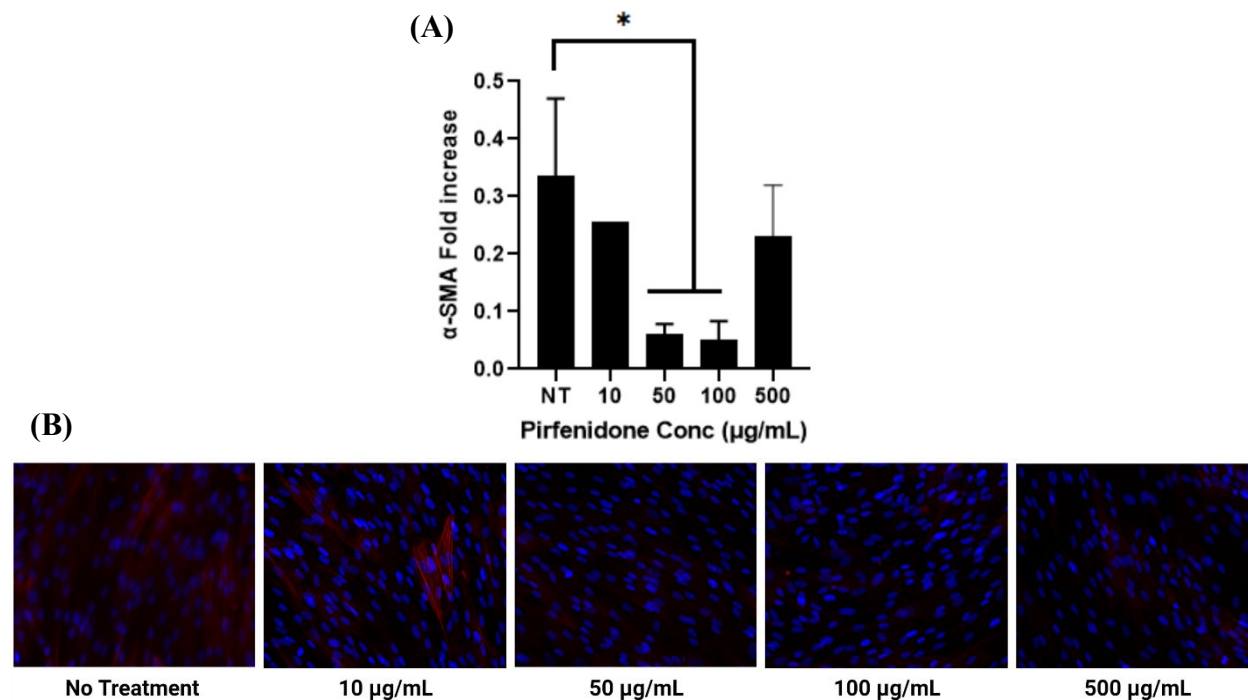 (A)
*
α-SMA Fold increase
0.5
0.4
0.3
0.2
0.1
0.0
NT 10 50 100 500
Pirfenidone Conc (µg/mL)
(B)
No Treatment 10 µg/mL 50 µg/mL 100 µg/mL 500 µg/mL